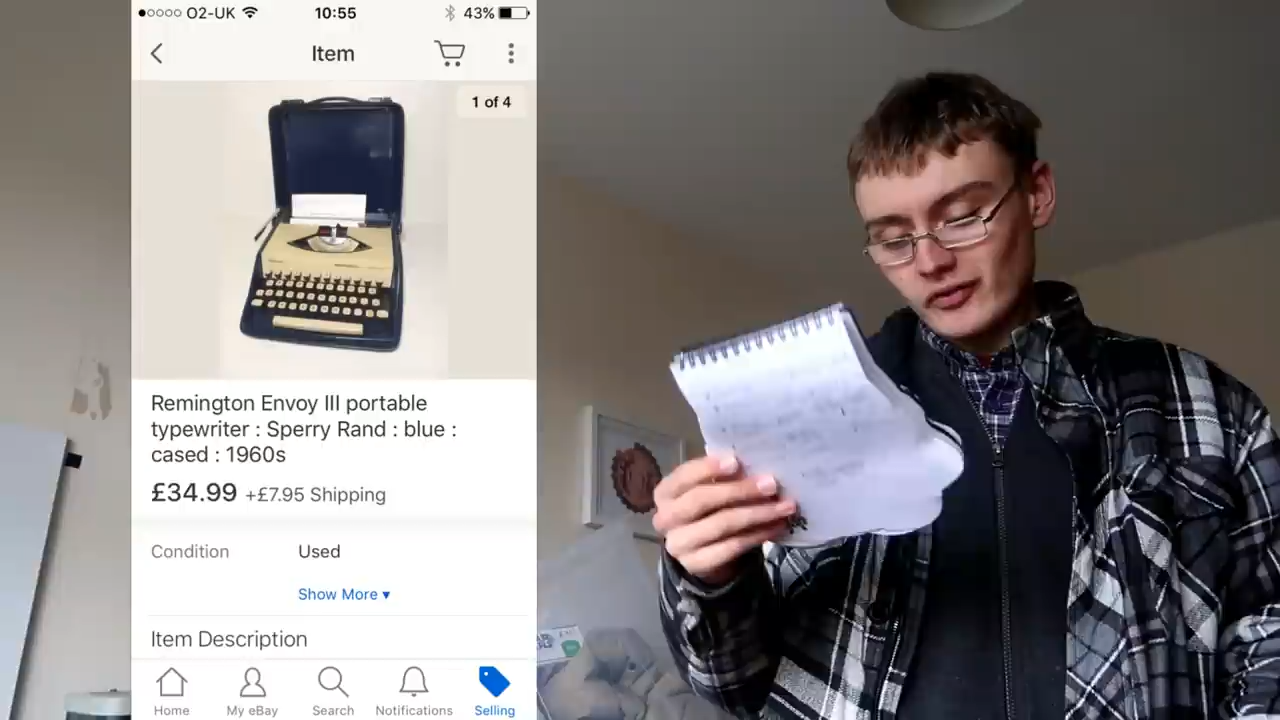 ●○○○○ O2-UK 10:55 43%
Item
1 of 4
Remington Envoy III portable
typewriter : Sperry Rand : blue :
cased : 1960s
£34.99 +£7.95 Shipping
Condition Used
Show More ▾
Item Description
Home My eBay Search Notifications Selling